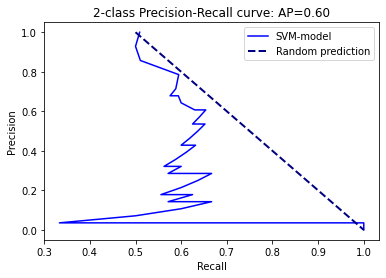 2-class Precision-Recall curve: AP=0.60
SVM-model
Random prediction
Precision
1.0
0.8
0.6
0.4
0.2
0.0
0.3 0.4 0.5 0.6 0.7 0.8 0.9 1.0
Recall